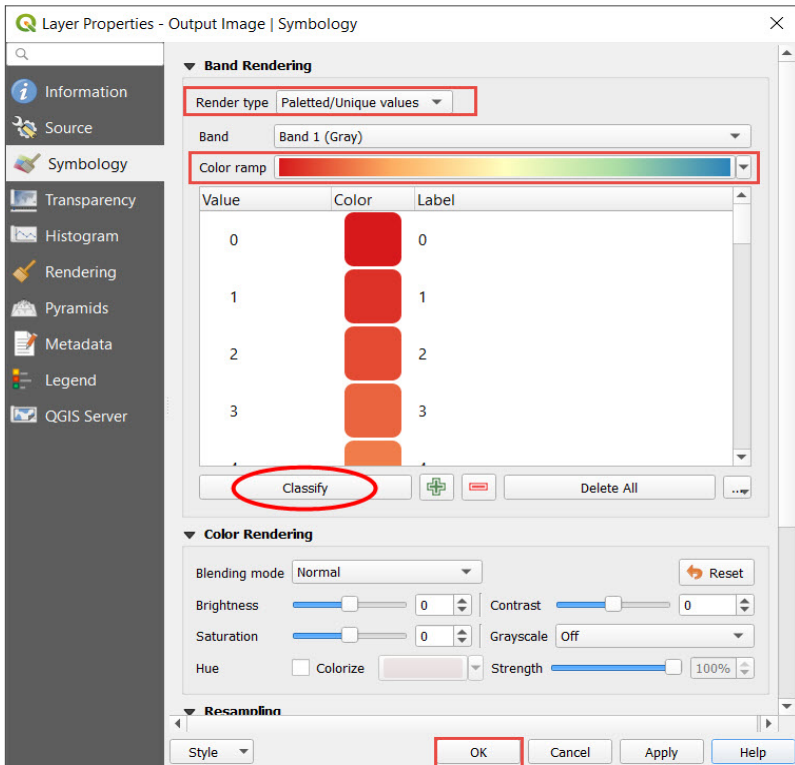 Layer Properties - Output Image | Symbology
Information
Source
Symbology
Transparency
Histogram
Rendering
Pyramids
Metadata
Legend
QGIS Server
Band Rendering
Render type Paletted/Unique values
Band Band 1 (Gray)
Color ramp
Value Color Label
0 0
1 1
2 2
3 3
Classify Delete All ...
Color Rendering
Blending mode Normal Reset
Brightness 0 Contrast 0
Saturation 0 Grayscale Off
Hue Colorize Strength 100%
Resampling
Style OK Cancel Apply Help